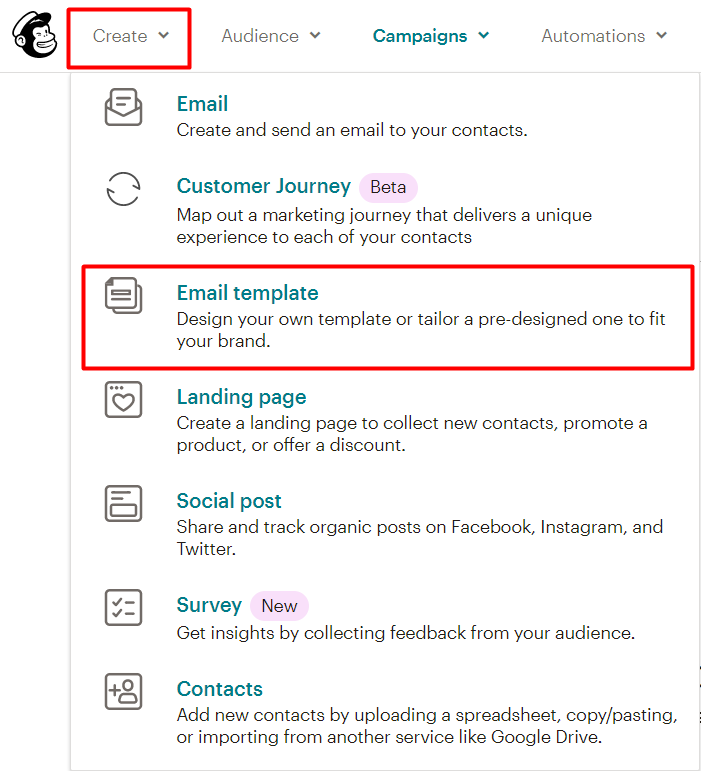 Create Audience Campaigns Automations
Email
Create and send an email to your contacts.
Customer Journey Beta
Map out a marketing journey that delivers a unique
experience to each of your contacts
Email template
Design your own template or tailor a pre-designed one to fit
your brand.
Landing page
Create a landing page to collect new contacts, promote a
product, or offer a discount.
Social post
Share and track organic posts on Facebook, Instagram, and
Twitter.
Survey New
Get insights by collecting feedback from your audience.
Contacts
Add new contacts by uploading a spreadsheet, copy/pasting,
or importing from another service like Google Drive.